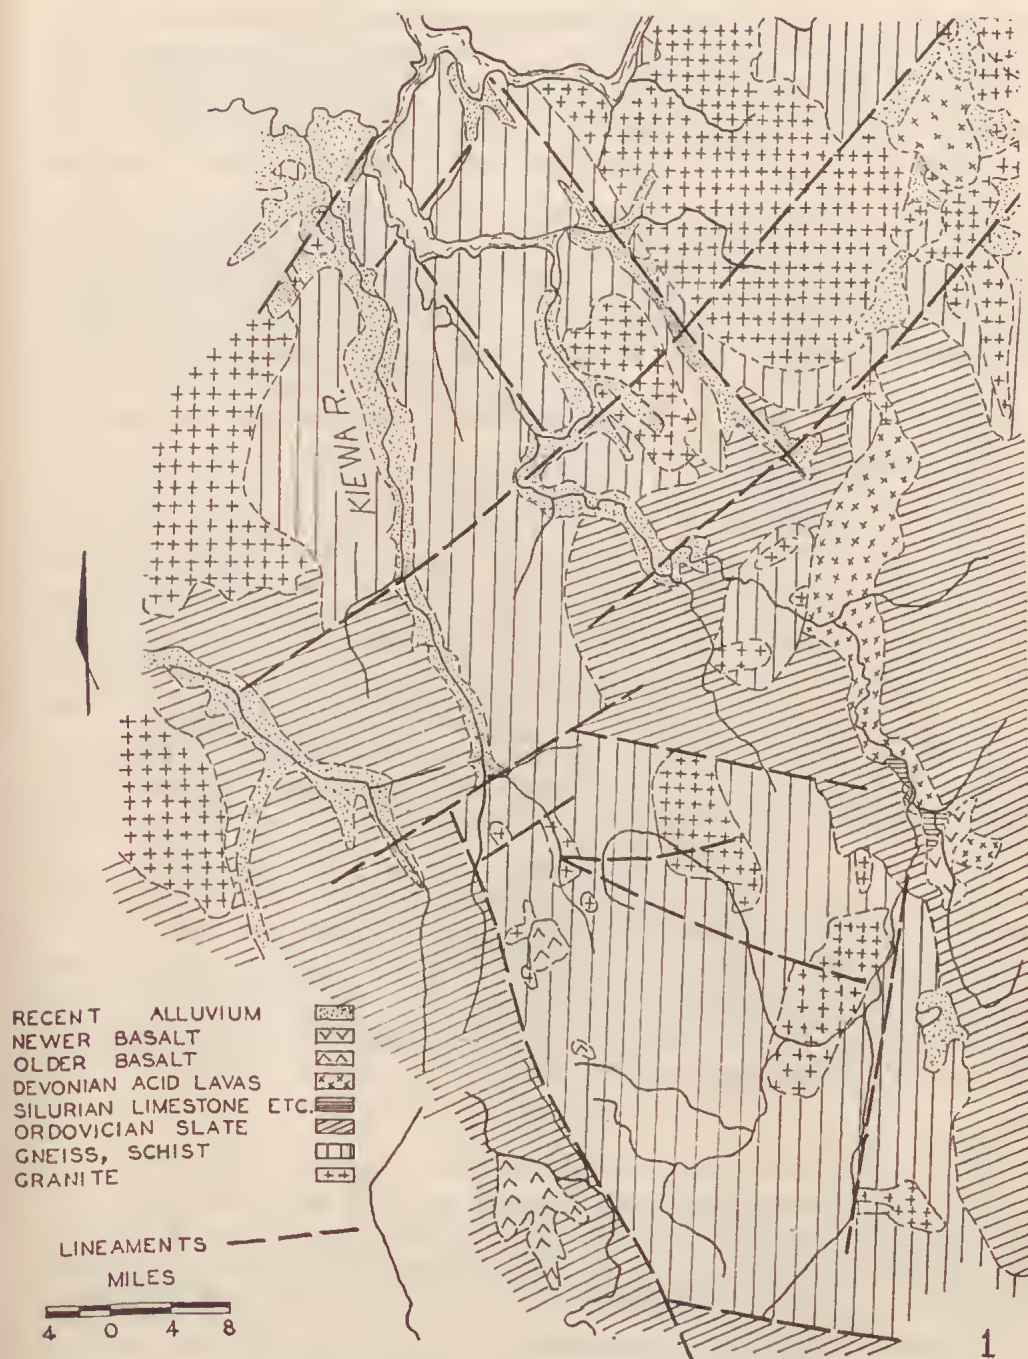 KIEWA R.
RECENT ALLUVIUM
NEWER BASALT
OLDER BASALT
DEVONIAN ACID LAVAS
SILURIAN LIMESTONE ETC.
ORDOVICIAN SLATE
GNEISS, SCHIST
GRANITE
LINEAMENTS
MILES
4 0 4 8
1